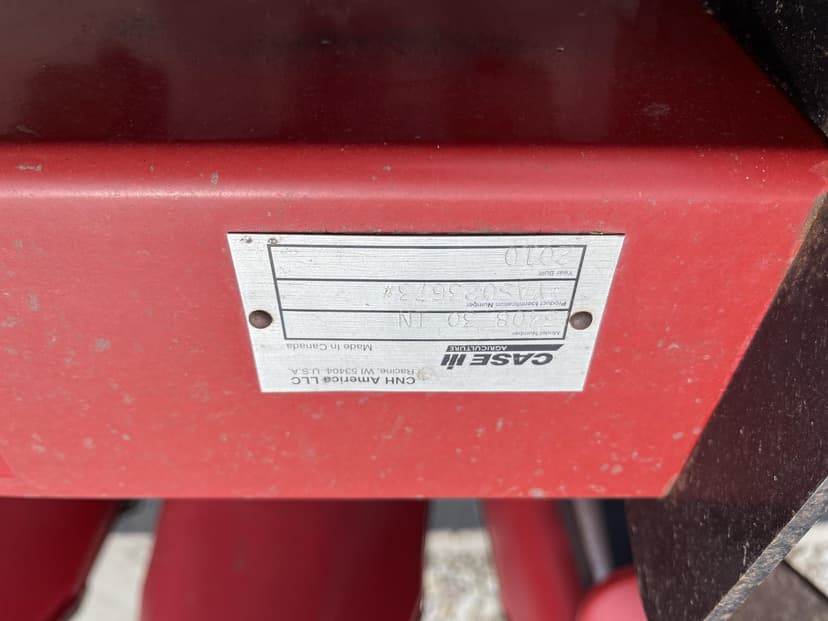 CNH America LLC
Racine, WI 53404 U.S.A.
CASE IH
AGRICULTURE
Made in Canada
Model Number
30 IN
Product Identification Number
Year Built
2010